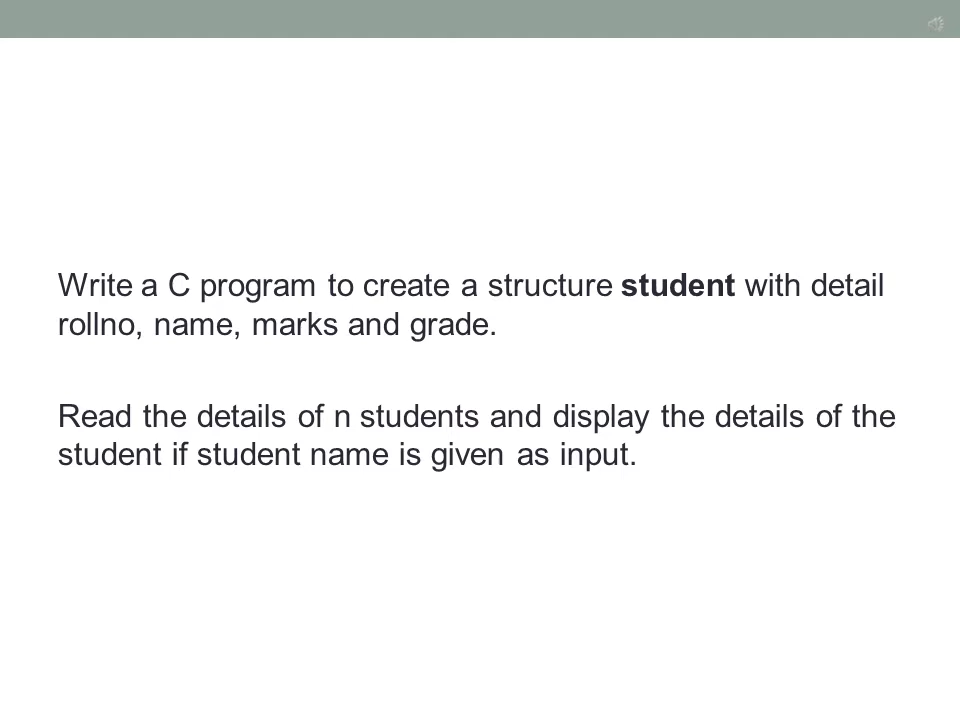 Write a C program to create a structure student with detail
rollno, name, marks and grade.
Read the details of n students and display the details of the
student if student name is given as input.